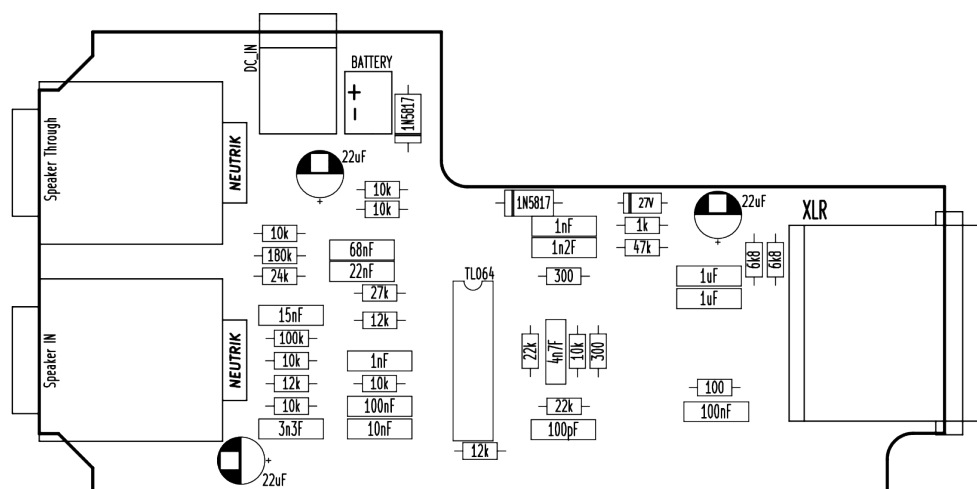 DC_IN
BATTERY
+
-
1N5817
Speaker Through
NEUTRIK
22uF
+
10k
10k
1N5817
27V
22uF
+
XLR
1nF
1k
1n2F
47k
6k8
6k8
10k
180k
24k
68nF
22nF
TL064
300
1uF
1uF
27k
12k
15nF
100k
10k
12k
10k
3n3F
1nF
10k
100nF
10nF
Speaker IN
NEUTRIK
22k
4n7F
10k
300
22k
100pF
100
100nF
12k
+
22uF